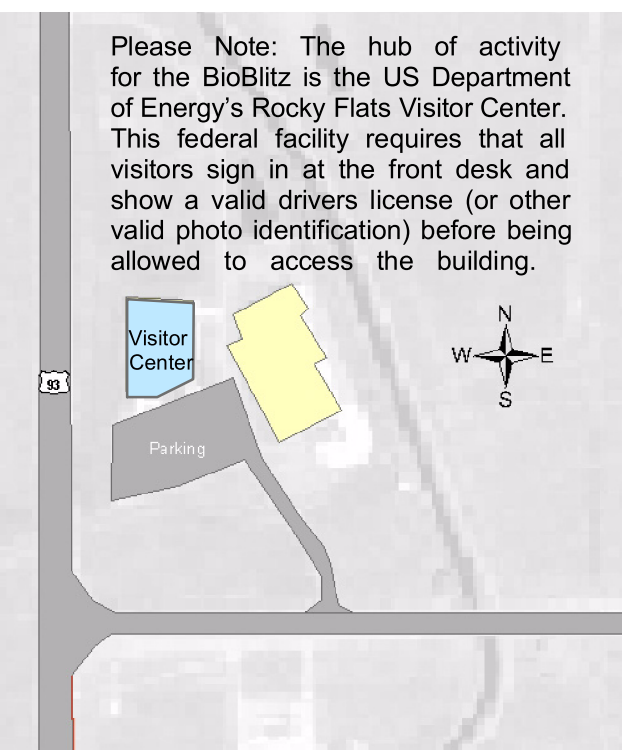 Please Note: The hub of activity
for the BioBlitz is the US Department
of Energy's Rocky Flats Visitor Center.
This federal facility requires that all
visitors sign in at the front desk and
show a valid drivers license (or other
valid photo identification) before being
allowed to access the building.
Visitor
Center
N
W E
S
93
Parking